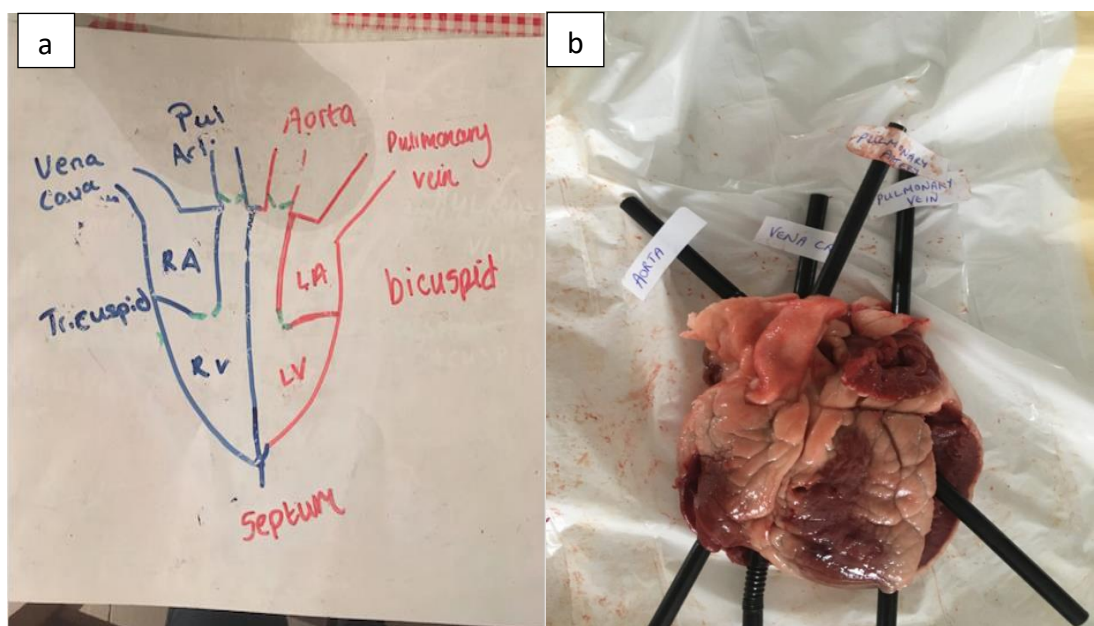 a
Pul
Art.
Aorta
Vena
Cava
Pulmonary
vein
RA
LA
bicuspid
Tricuspid
RV
LV
Septum
b
PULMONARY
PULMONARY
VEIN
VENA CA
AORTA